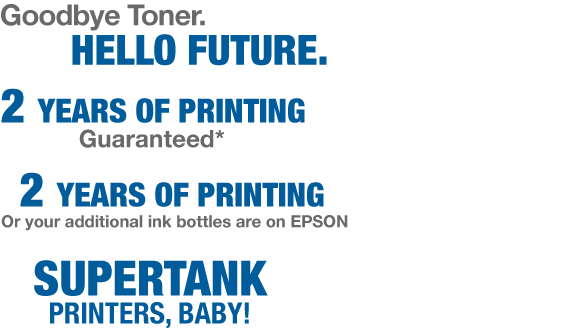 Goodbye Toner.
HELLO FUTURE.
2 YEARS OF PRINTING
Guaranteed*
2 YEARS OF PRINTING
Or your additional ink bottles are on EPSON
SUPERTANK
PRINTERS, BABY!